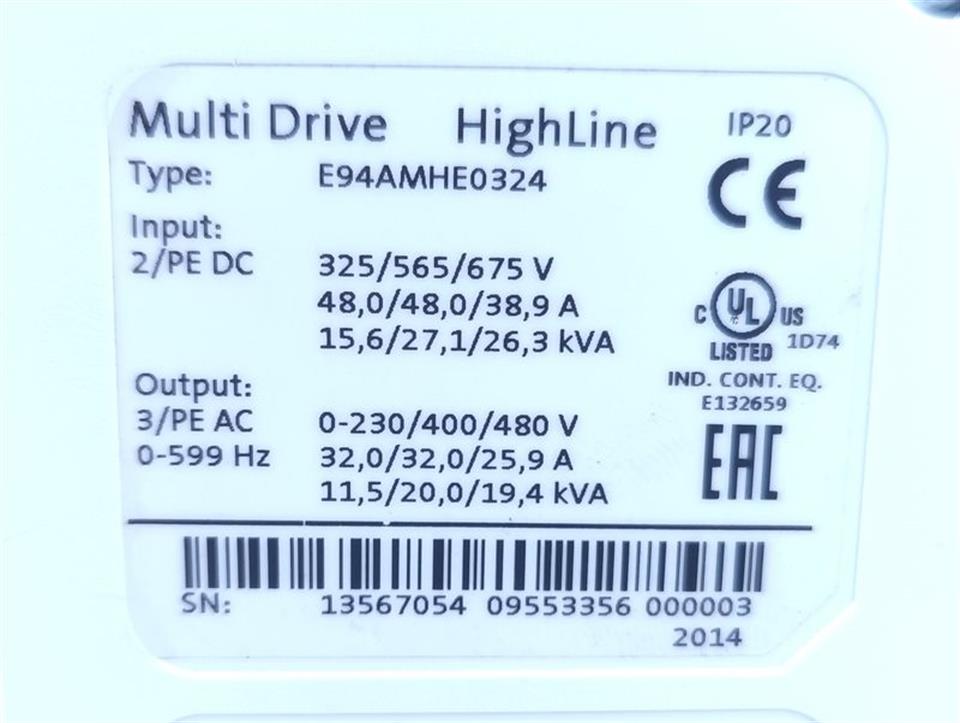 Multi Drive HighLine IP20
Type: E94AMHE0324
CE
Input:
2/PE DC 325/565/675 V
48,0/48,0/38,9 A
15,6/27,1/26,3 kVA
C UL US
LISTED 1D74
IND. CONT. EQ.
E132659
Output:
3/PE AC 0-230/400/480 V
0-599 Hz 32,0/32,0/25,9 A
11,5/20,0/19,4 kVA
EAC
SN: 13567054 09553356 000003
2014